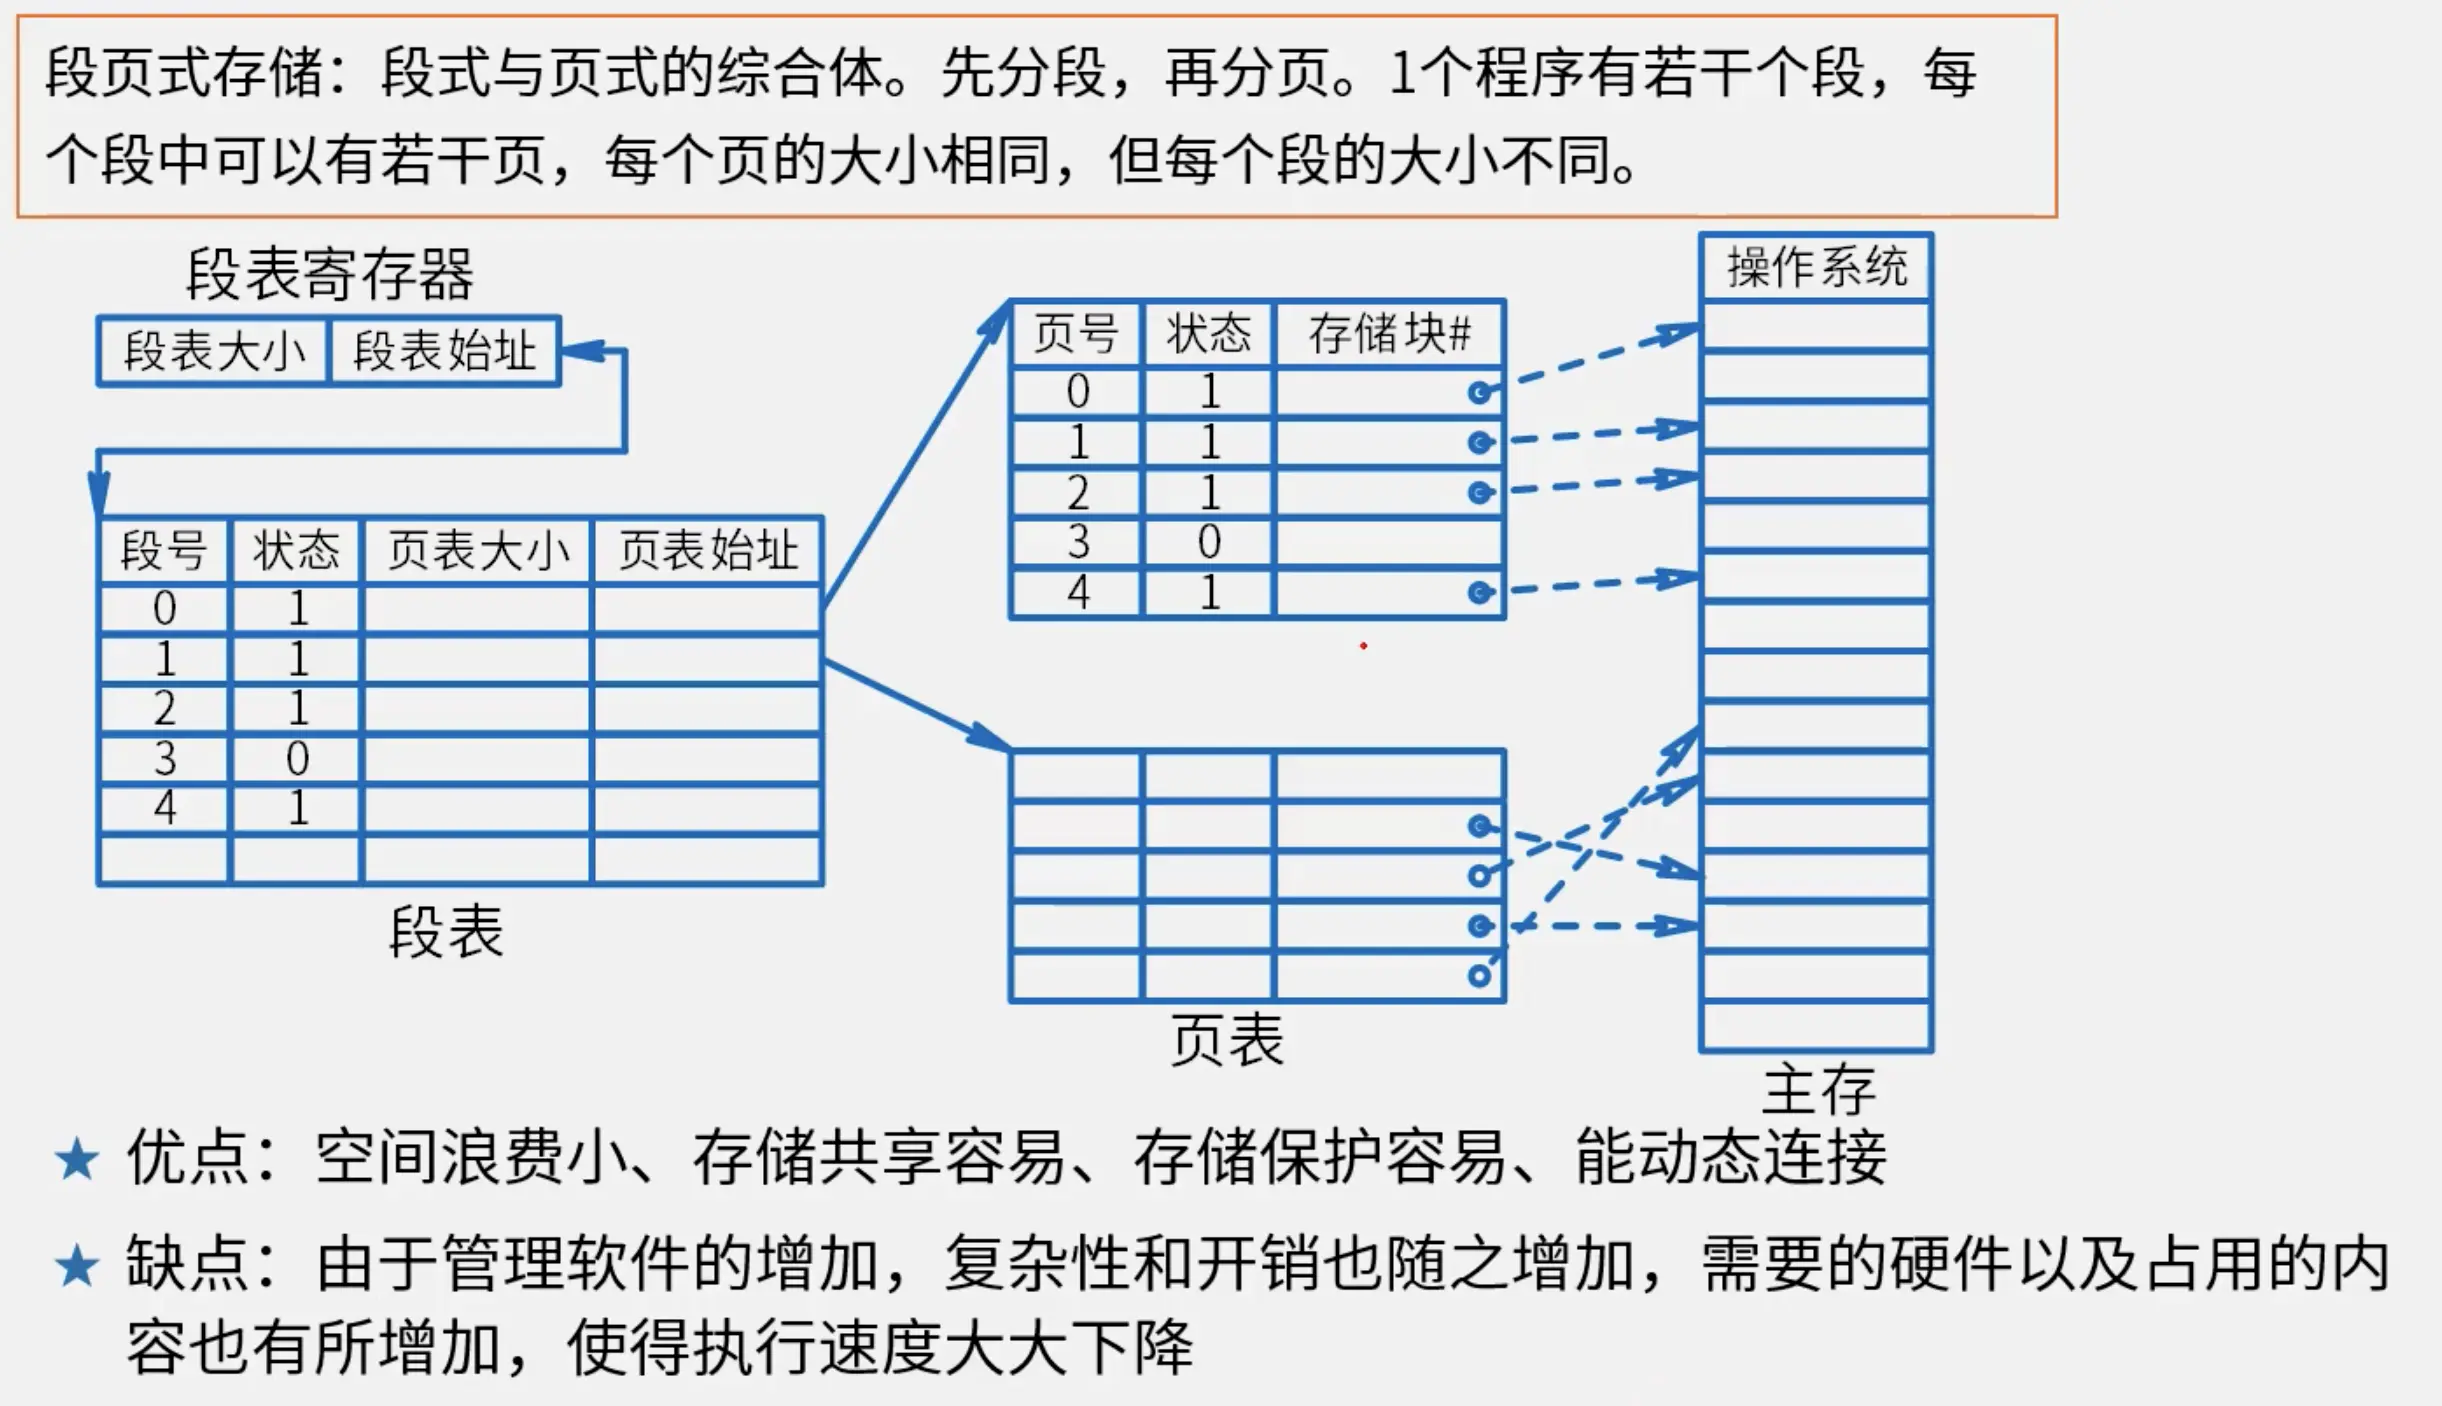 段页式存储：段式与页式的综合体。先分段，再分页。1个程序有若干个段，每
个段中可以有若干页，每个页的大小相同，但每个段的大小不同。
段表寄存器
段表大小 段表始址
段号 状态 页表大小 页表始址
0 1
1 1
2 1
3 0
4 1
段表
页号 状态 存储块#
0 1
1 1
2 1
3 0
4 1
页表
操作系统
主存
★ 优点：空间浪费小、存储共享容易、存储保护容易、能动态连接
★ 缺点：由于管理软件的增加，复杂性和开销也随之增加，需要的硬件以及占用的内
容也有所增加，使得执行速度大大下降